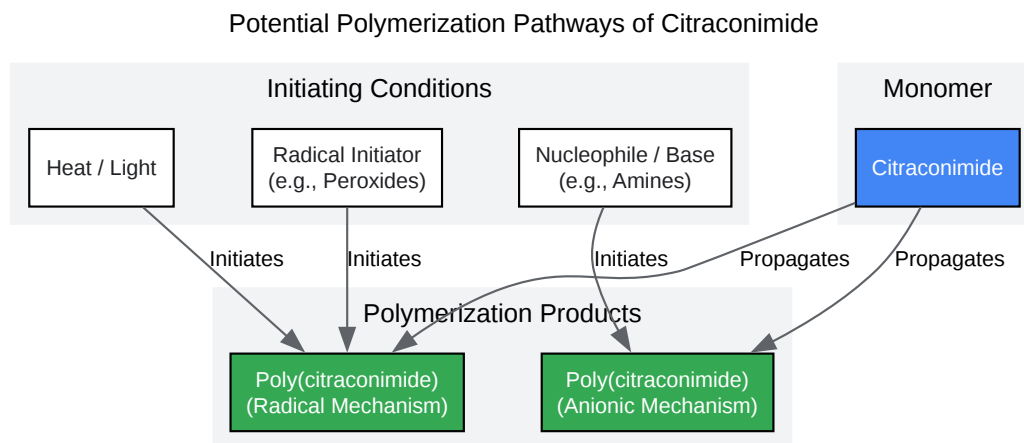 Potential Polymerization Pathways of Citraconimide
Initiating Conditions
Monomer
Heat / Light
Radical Initiator
(e.g., Peroxides)
Nucleophile / Base
(e.g., Amines)
Citraconimide
Initiates
Initiates
Initiates
Propagates
Propagates
Polymerization Products
Poly(citraconimide)
(Radical Mechanism)
Poly(citraconimide)
(Anionic Mechanism)